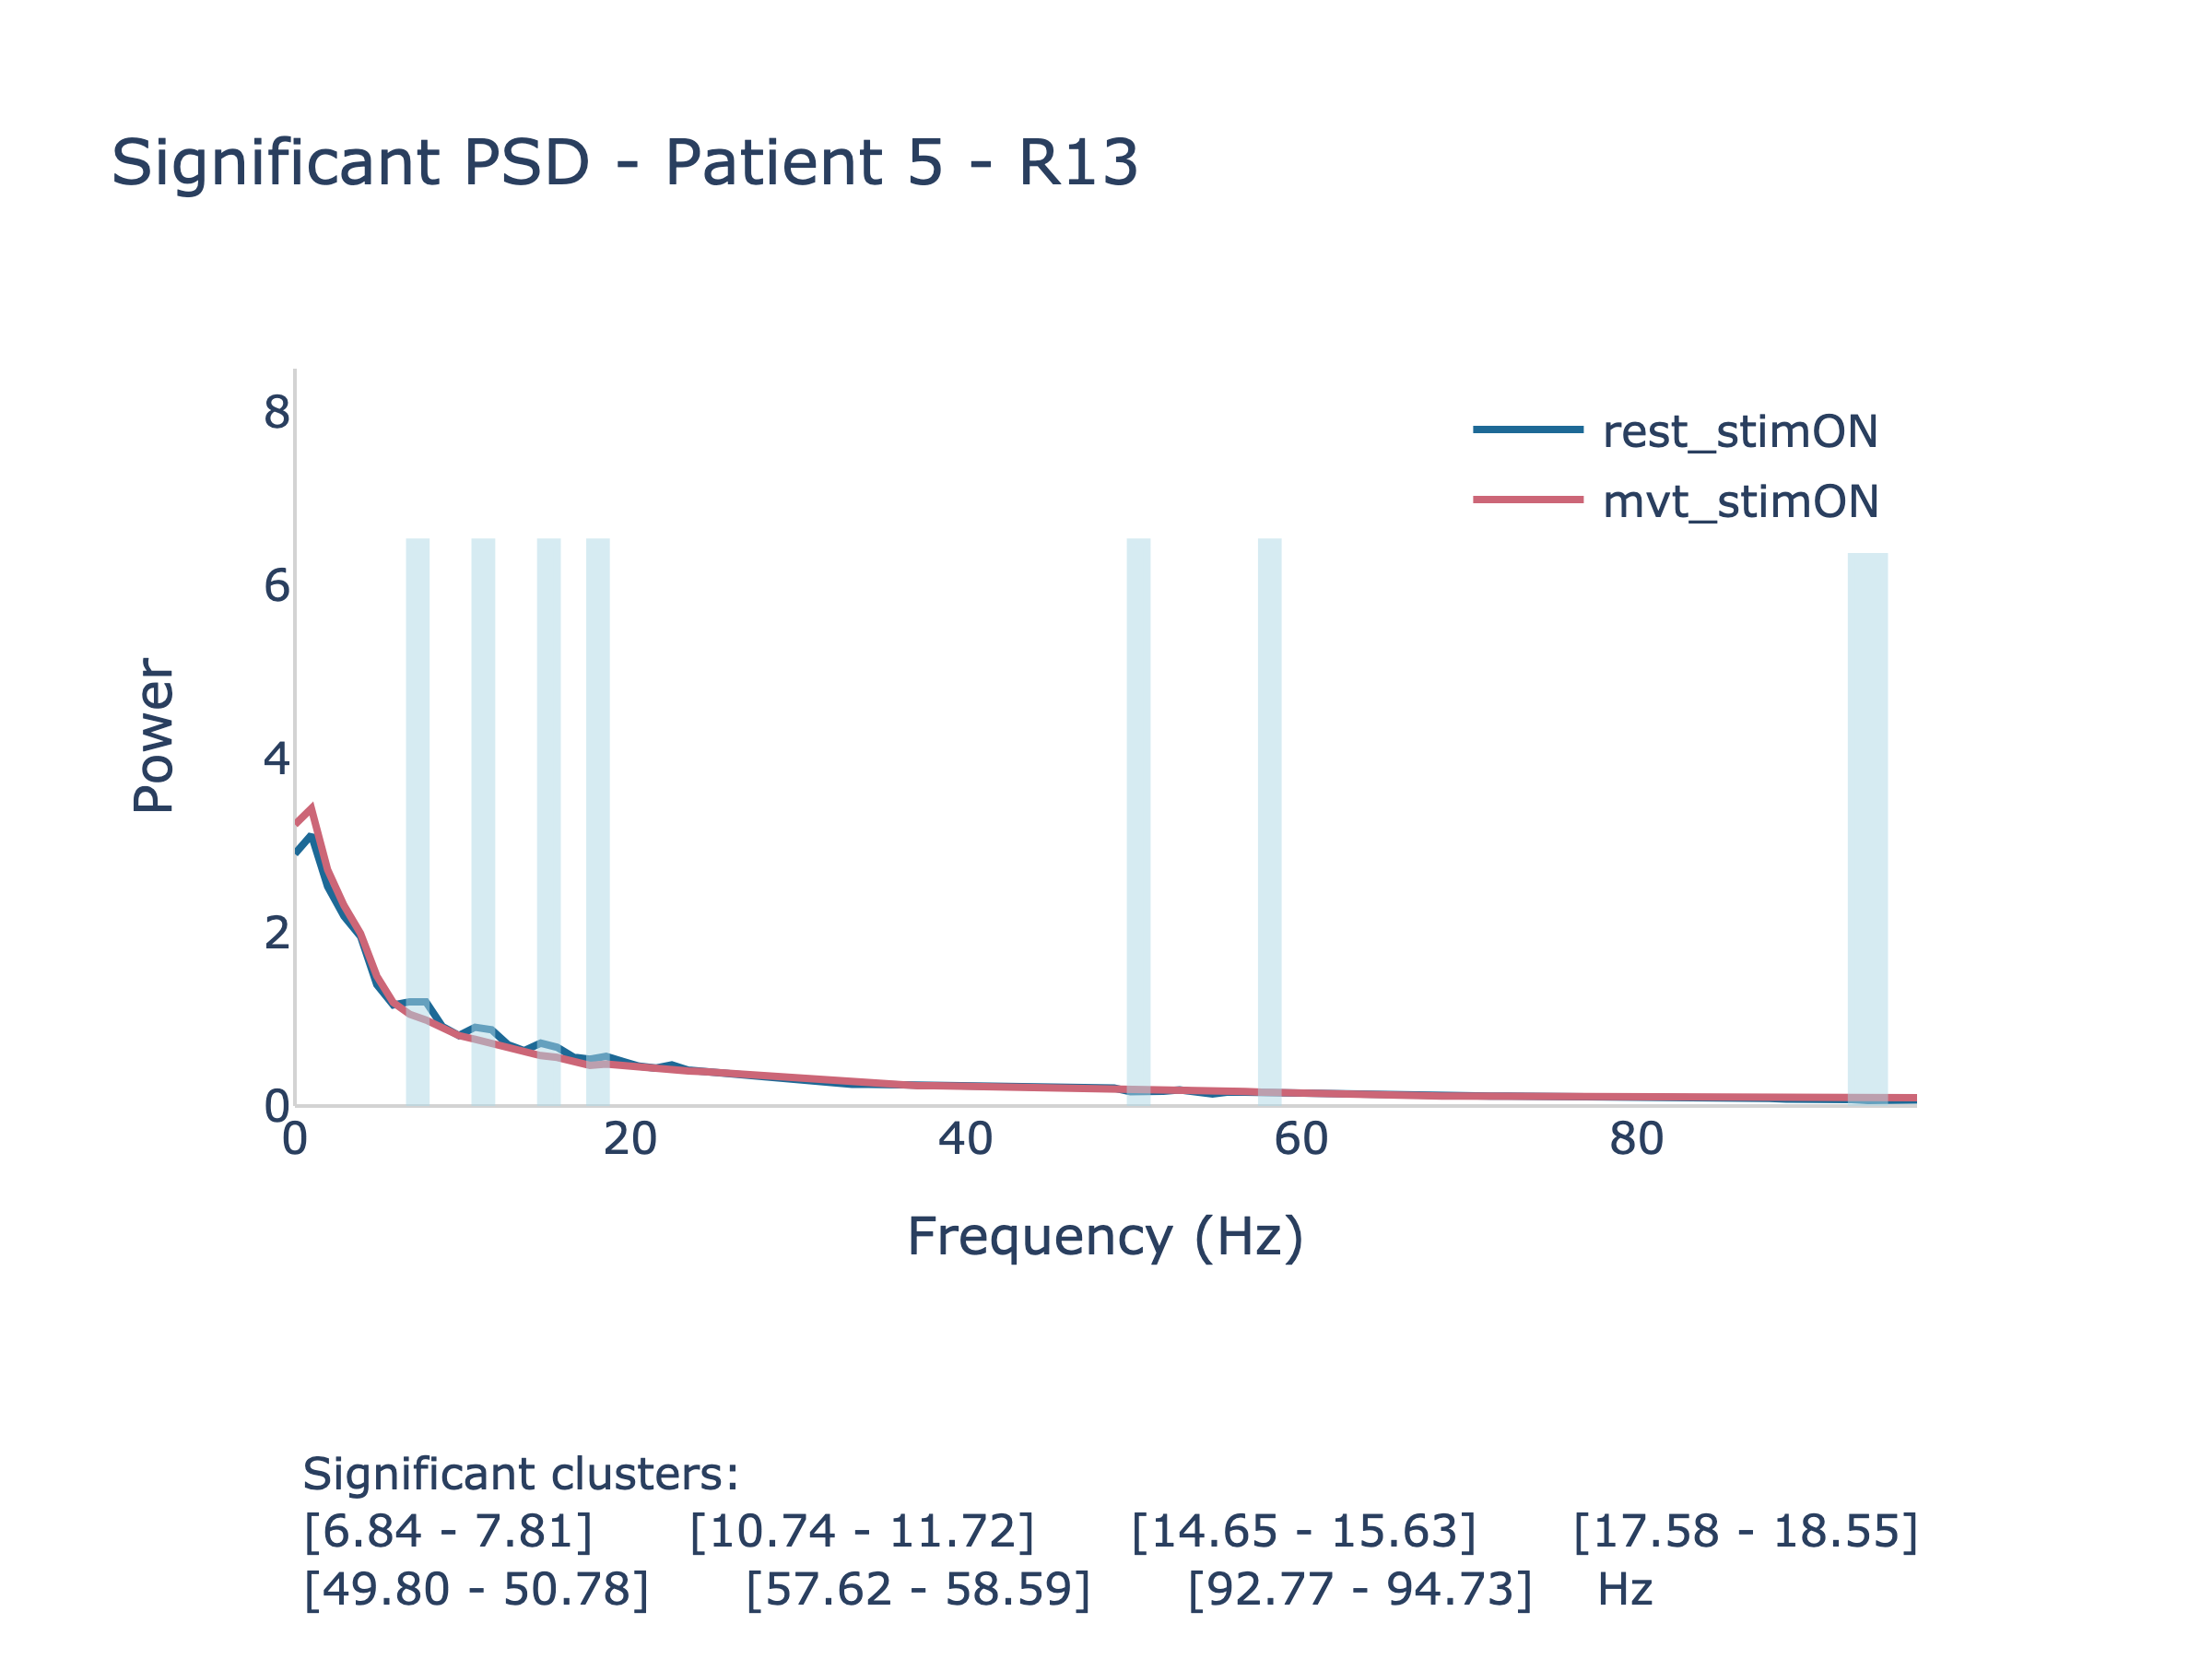 Significant PSD - Patient 5 - R13
8
rest_stimON
mvt_stimON
6
Power
4
2
0
0 20 40 60 80
Frequency (Hz)
Significant clusters:
[6.84 - 7.81] [10.74 - 11.72] [14.65 - 15.63] [17.58 - 18.55]
[49.80 - 50.78] [57.62 - 58.59] [92.77 - 94.73] Hz